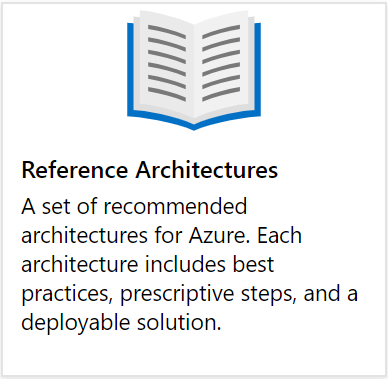 Reference Architectures
A set of recommended
architectures for Azure. Each
architecture includes best
practices, prescriptive steps, and a
deployable solution.